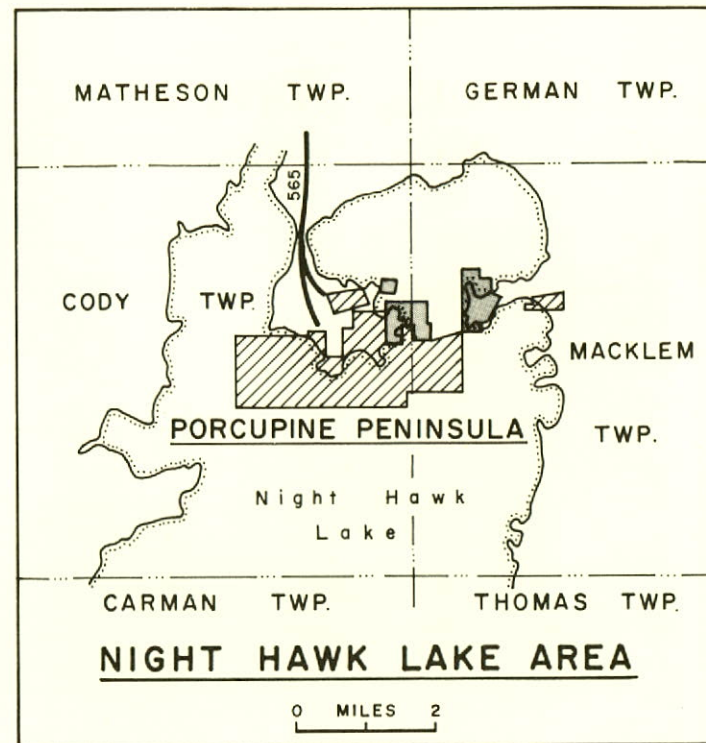 MATHESON TWP. GERMAN TWP.
565
CODY TWP.
MACKLEM
TWP.
PORCUPINE PENINSULA
Night Hawk
Lake
CARMAN TWP. THOMAS TWP.
NIGHT HAWK LAKE AREA
0 MILES 2